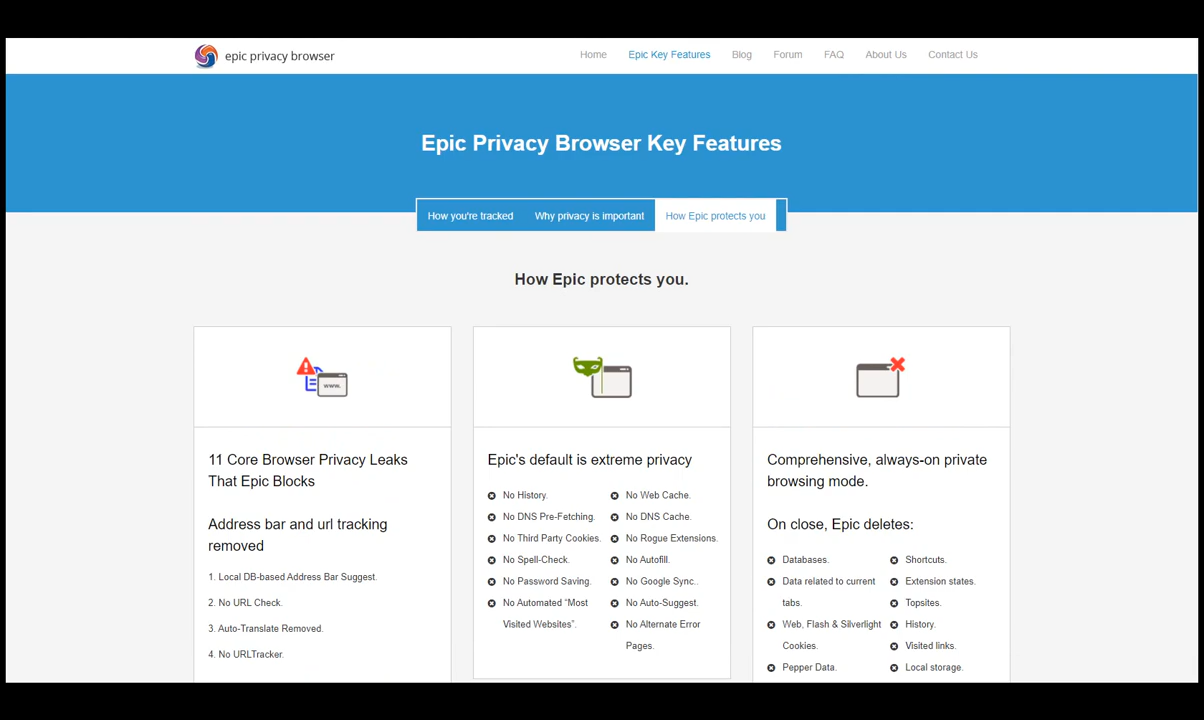 epic privacy browser
Home
Epic Key Features
Blog
Forum
FAQ
About Us
Contact Us
Epic Privacy Browser Key Features
How you're tracked
Why privacy is important
How Epic protects you
How Epic protects you.
www.
11 Core Browser Privacy Leaks
That Epic Blocks
Address bar and url tracking
removed
1. Local DB-based Address Bar Suggest.
2. No URL Check.
3. Auto-Translate Removed.
4. No URLTracker.
Epic's default is extreme privacy
No History.
No DNS Pre-Fetching.
No Third Party Cookies.
No Spell-Check.
No Password Saving.
No Automated “Most
Visited Websites”.
No Web Cache.
No DNS Cache.
No Rogue Extensions.
No Autofill.
No Google Sync..
No Auto-Suggest.
No Alternate Error
Pages.
Comprehensive, always-on private
browsing mode.
On close, Epic deletes:
Databases.
Data related to current
tabs.
Web, Flash & Silverlight
Cookies.
Pepper Data.
Shortcuts.
Extension states.
Topsites.
History.
Visited links.
Local storage.